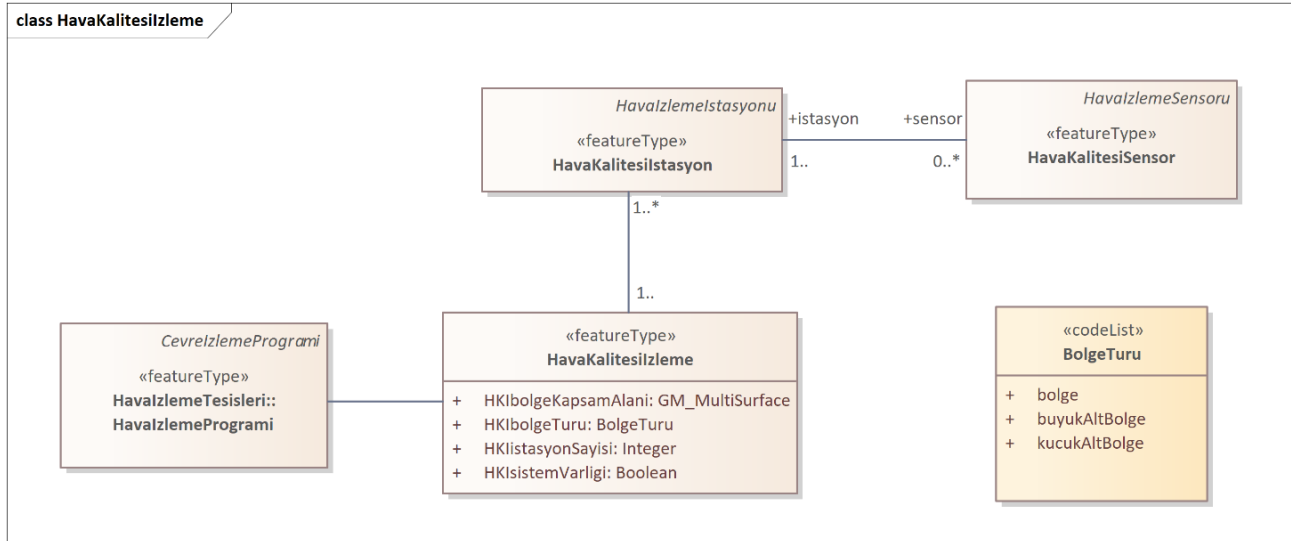 class HavaKalitesiIzleme
HavaIzlemeIstasyonu
«featureType»
HavaKalitesiIstasyon
+istasyon
+sensor
1..
0..*
HavaIzlemeSensoru
«featureType»
HavaKalitesiSensor
1..*
1..
CevreIzlemeProgrami
«featureType»
HavaIzlemeTesisleri::
HavaIzlemeProgrami
«featureType»
HavaKalitesiIzleme
+ HKIbolgeKapsamAlani: GM_MultiSurface
+ HKIbolgeTuru: BolgeTuru
+ HKIistasyonSayisi: Integer
+ HKIsistemVarligi: Boolean
«codeList»
BolgeTuru
+ bolge
+ buyukAltBolge
+ kucukAltBolge